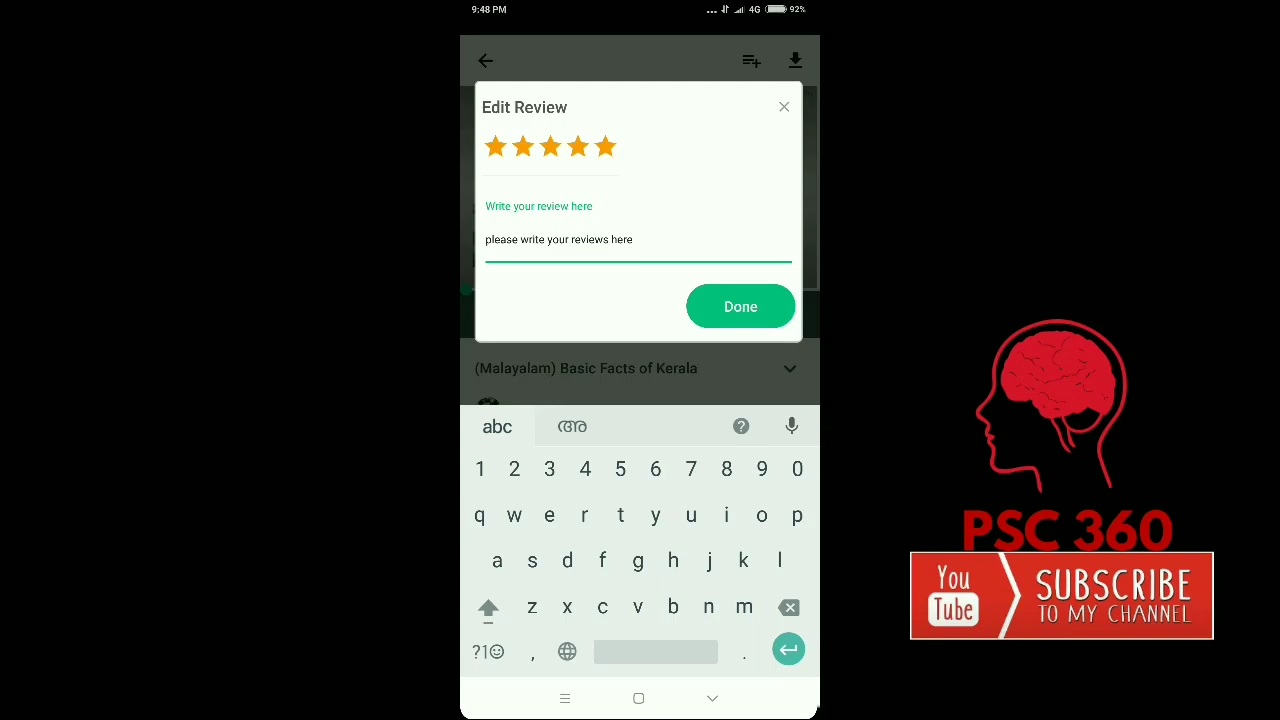 9:48 PM
4G
92%
Edit Review
Write your review here
please write your reviews here
Done
(Malayalam) Basic Facts of Kerala
abc
അ
?
1 2 3 4 5 6 7 8 9 0
q w e r t y u i o p
a s d f g h j k l
z x c v b n m
?1☺ , .
PSC 360
You
Tube
SUBSCRIBE
TO MY CHANNEL